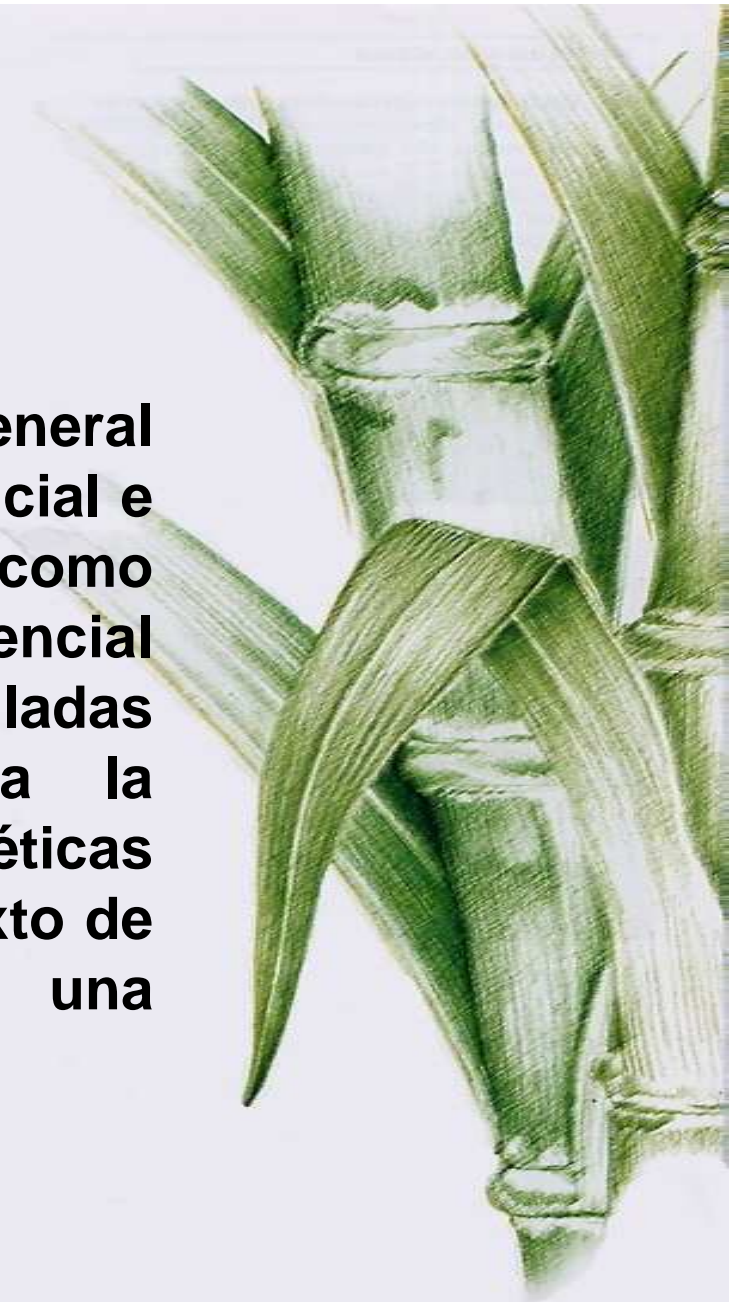 eneral
cial e
como
encial
ladas
a la
éticas
xto de
una